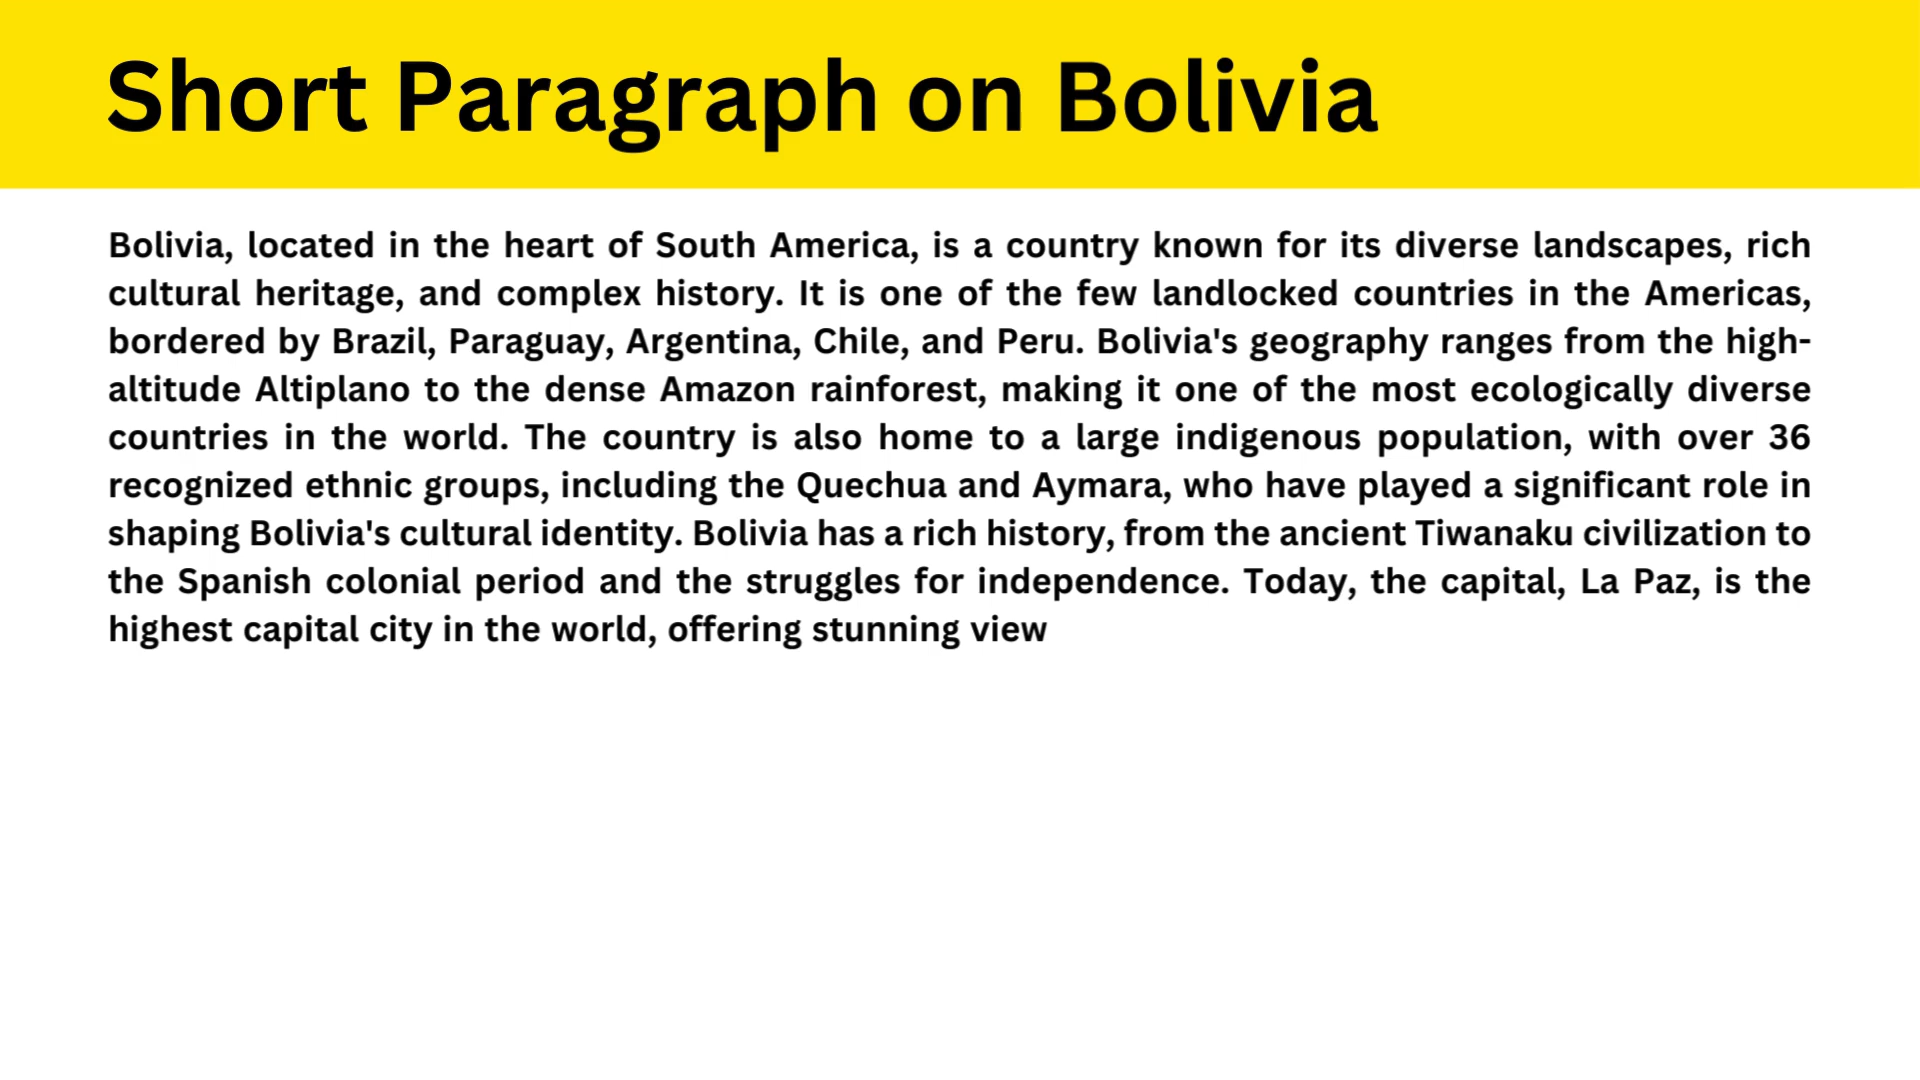 Short Paragraph on Bolivia
Bolivia, located in the heart of South America, is a country known for its diverse landscapes, rich
cultural heritage, and complex history. It is one of the few landlocked countries in the Americas,
bordered by Brazil, Paraguay, Argentina, Chile, and Peru. Bolivia's geography ranges from the high-
altitude Altiplano to the dense Amazon rainforest, making it one of the most ecologically diverse
countries in the world. The country is also home to a large indigenous population, with over 36
recognized ethnic groups, including the Quechua and Aymara, who have played a significant role in
shaping Bolivia's cultural identity. Bolivia has a rich history, from the ancient Tiwanaku civilization to
the Spanish colonial period and the struggles for independence. Today, the capital, La Paz, is the
highest capital city in the world, offering stunning view